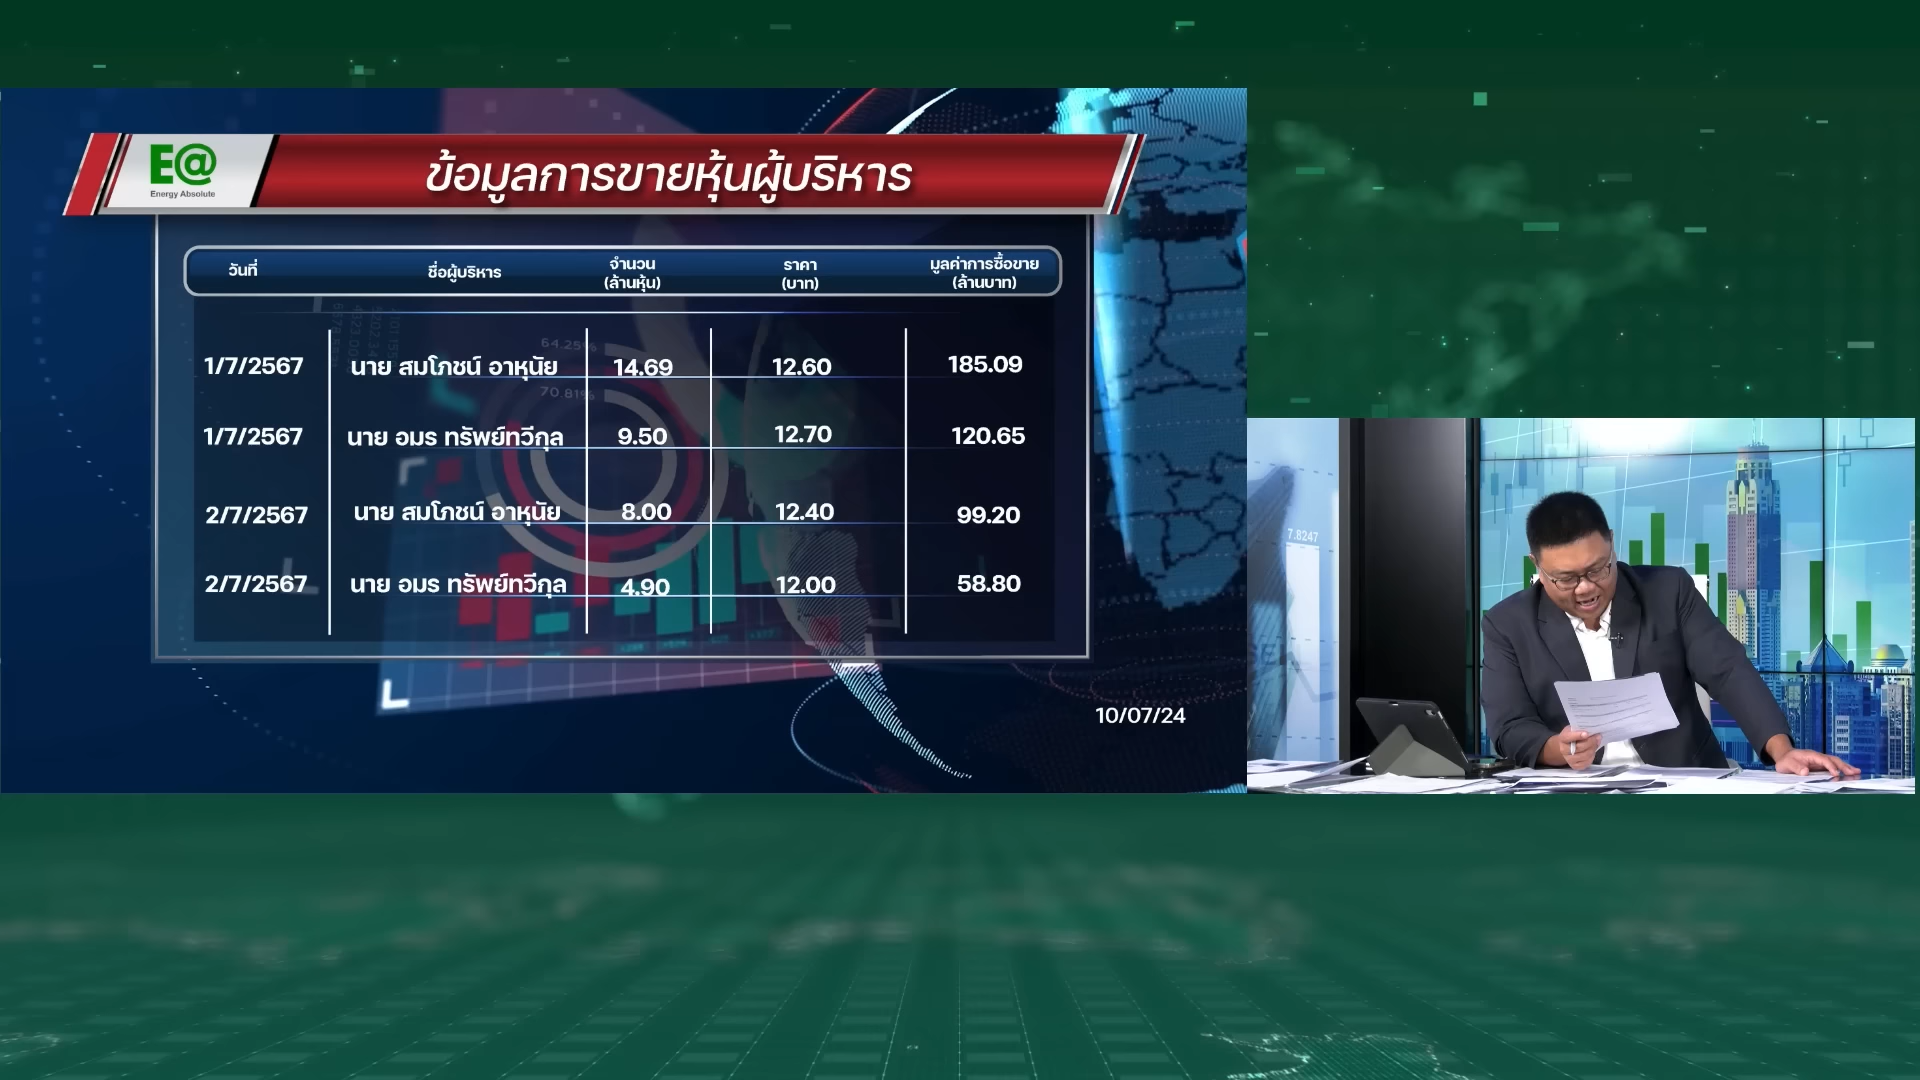 E@
Energy Absolute
ข้อมูลการขายหุ้นผู้บริหาร
วันที่ ชื่อผู้บริหาร จำนวน (ล้านหุ้น) ราคา (บาท) มูลค่าการซื้อขาย (ล้านบาท)
64.25%
1/7/2567 นาย สมโภชน์ อาหุนัย 14.69 12.60 185.09
70.81%
1/7/2567 นาย อมร ทรัพย์ทวีกุล 9.50 12.70 120.65
2/7/2567 นาย สมโภชน์ อาหุนัย 8.00 12.40 99.20
2/7/2567 นาย อมร ทรัพย์ทวีกุล 4.90 12.00 58.80
10/07/24
7.8247